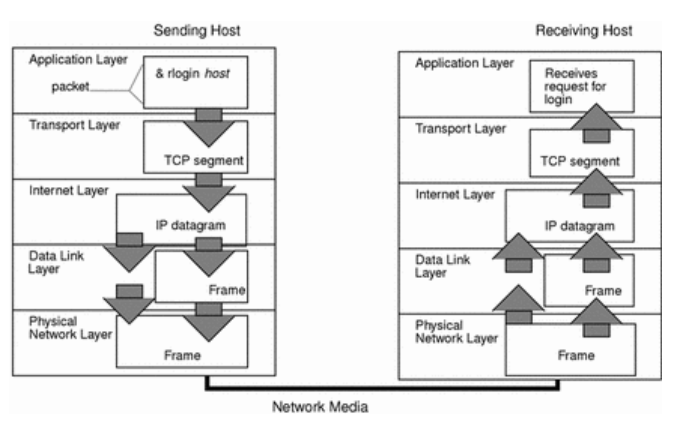 Sending Host
Application Layer
packet
& rlogin host
Transport Layer
TCP segment
Internet Layer
IP datagram
Data Link
Layer
Frame
Physical
Network Layer
Frame
Receiving Host
Application Layer
Receives
request for
login
Transport Layer
TCP segment
Internet Layer
IP datagram
Data Link
Layer
Frame
Physical
Network Layer
Frame
Network Media